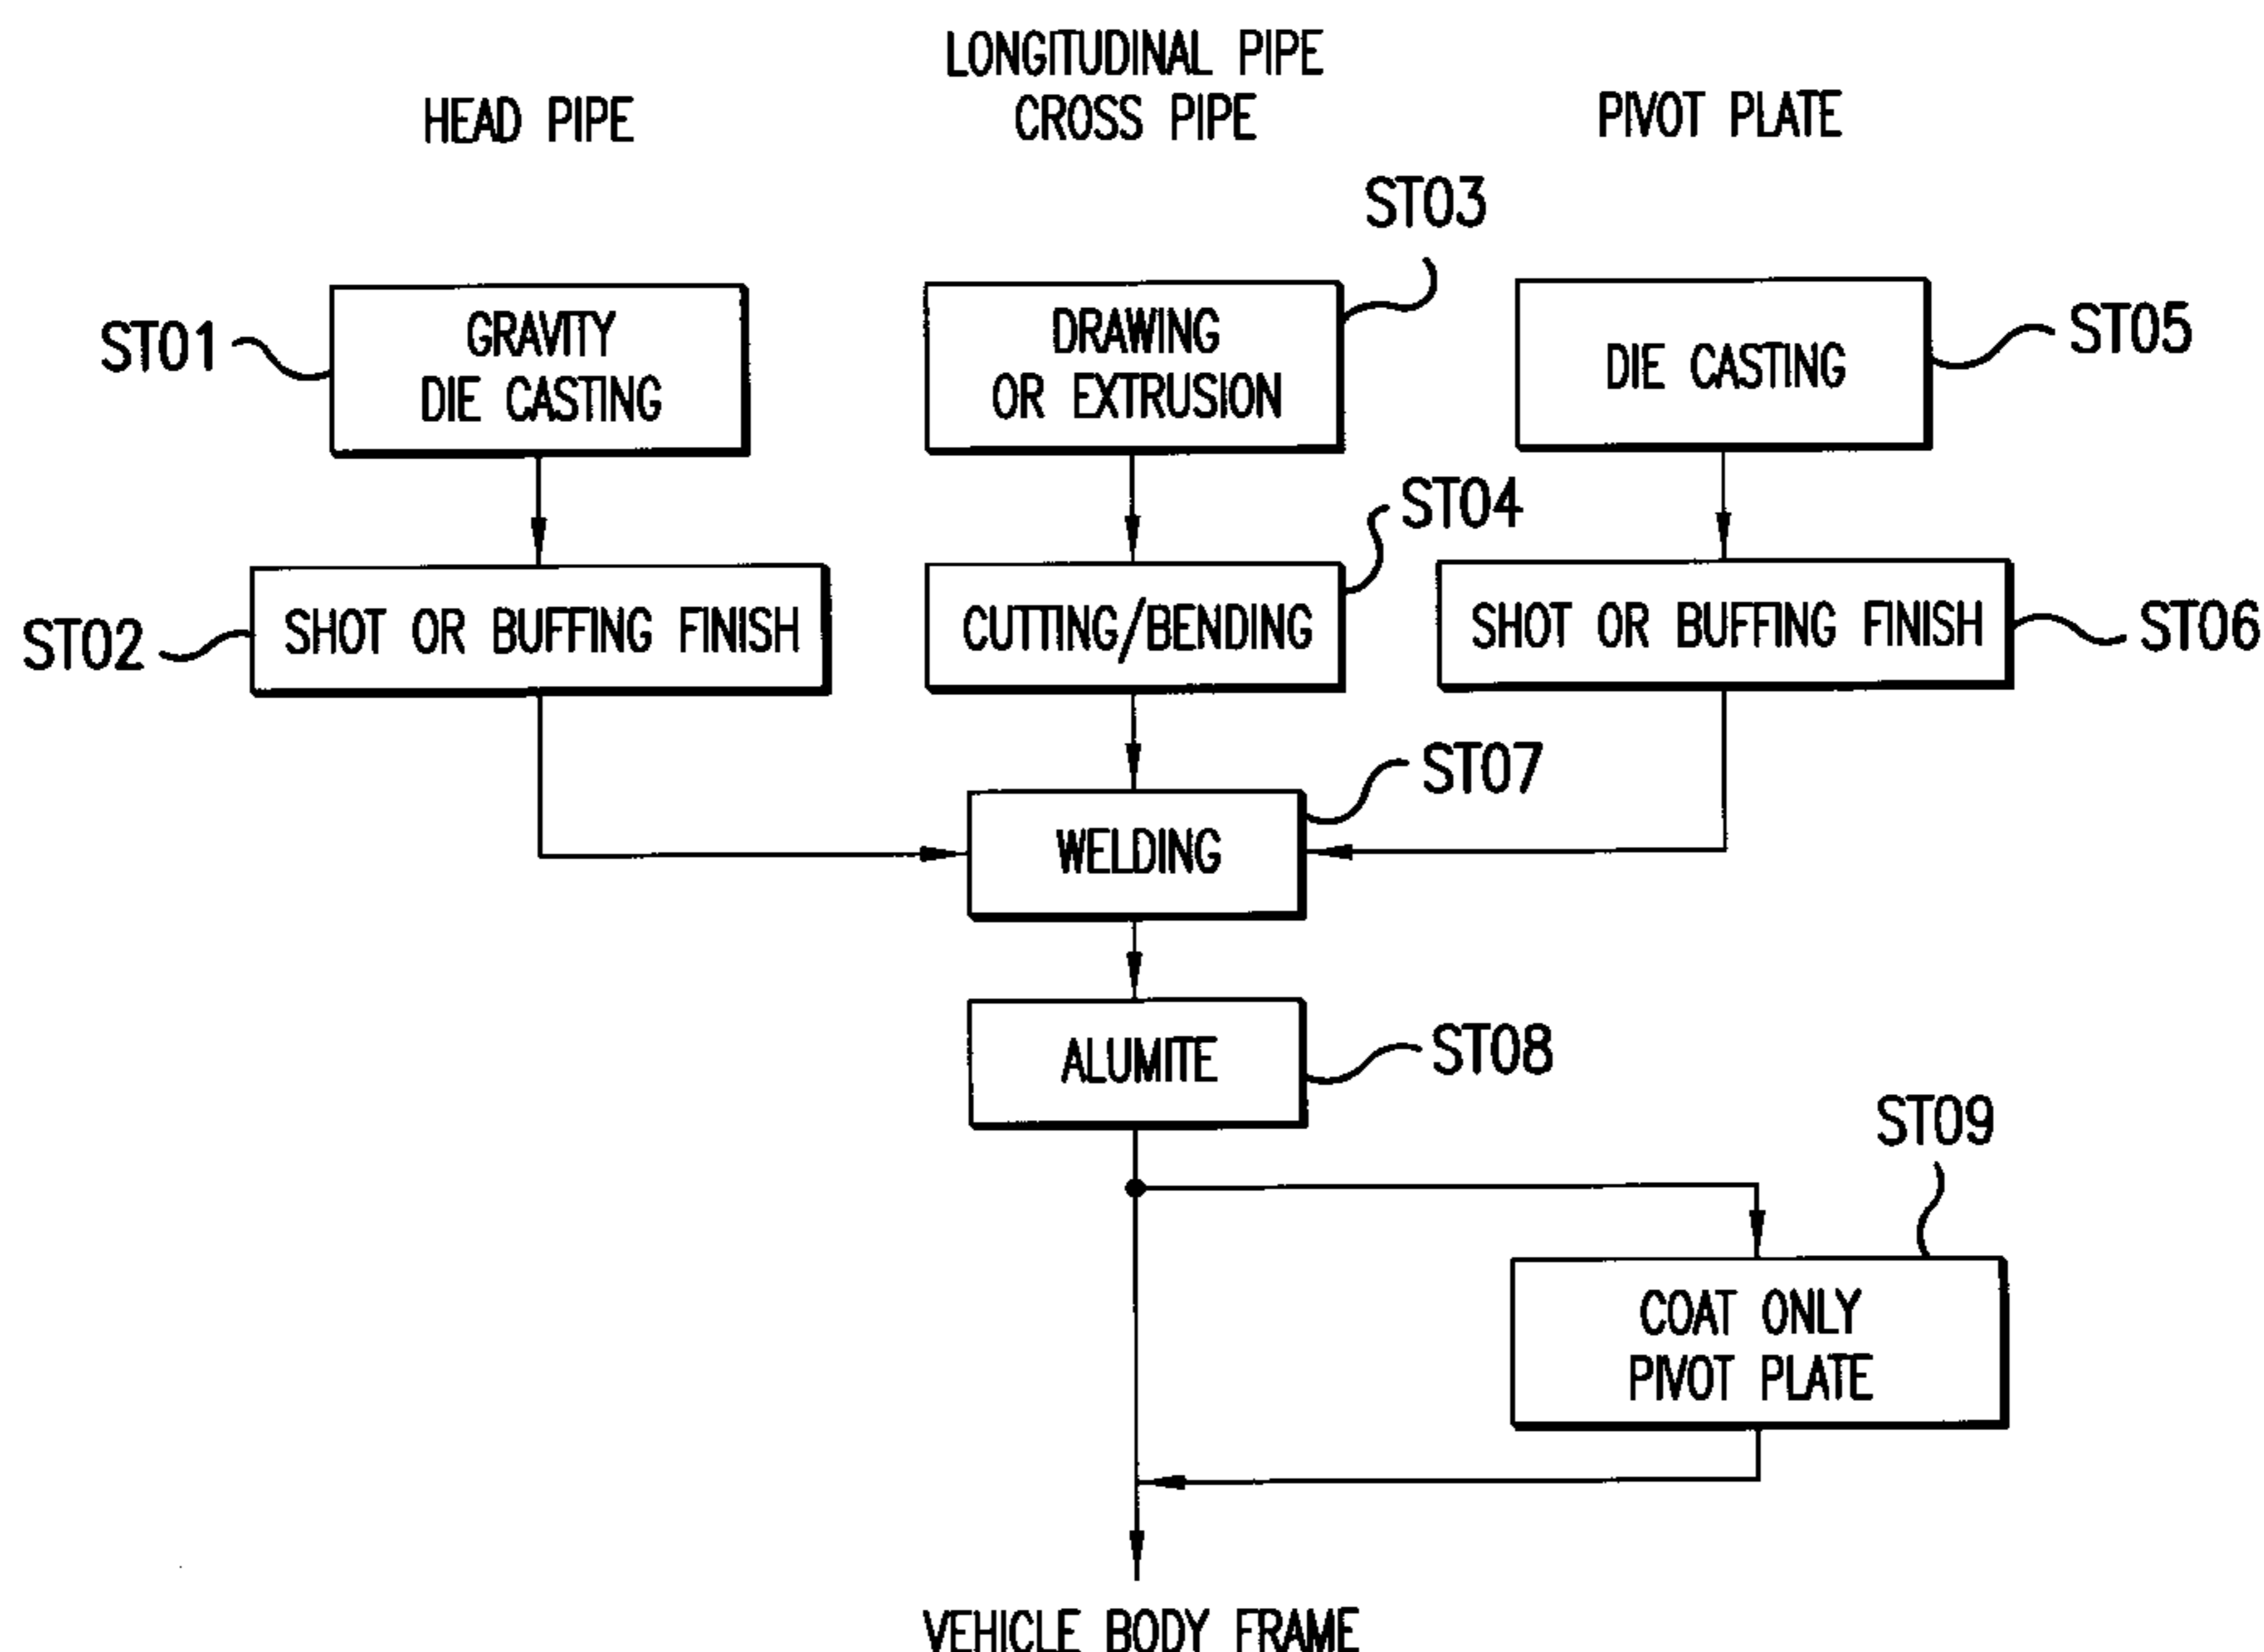 HEAD PIPE
LONGITUDINAL PIPE
CROSS PIPE
PIVOT PLATE
ST01
GRAVITY
DIE CASTING
ST03
DRAWING
OR EXTRUSION
ST05
DIE CASTING
ST02
SHOT OR BUFFING FINISH
ST04
CUTTING/BENDING
SHOT OR BUFFING FINISH
ST06
ST07
WELDING
ALUMITE
ST08
ST09
COAT ONLY
PIVOT PLATE
VEHICLE BODY FRAME